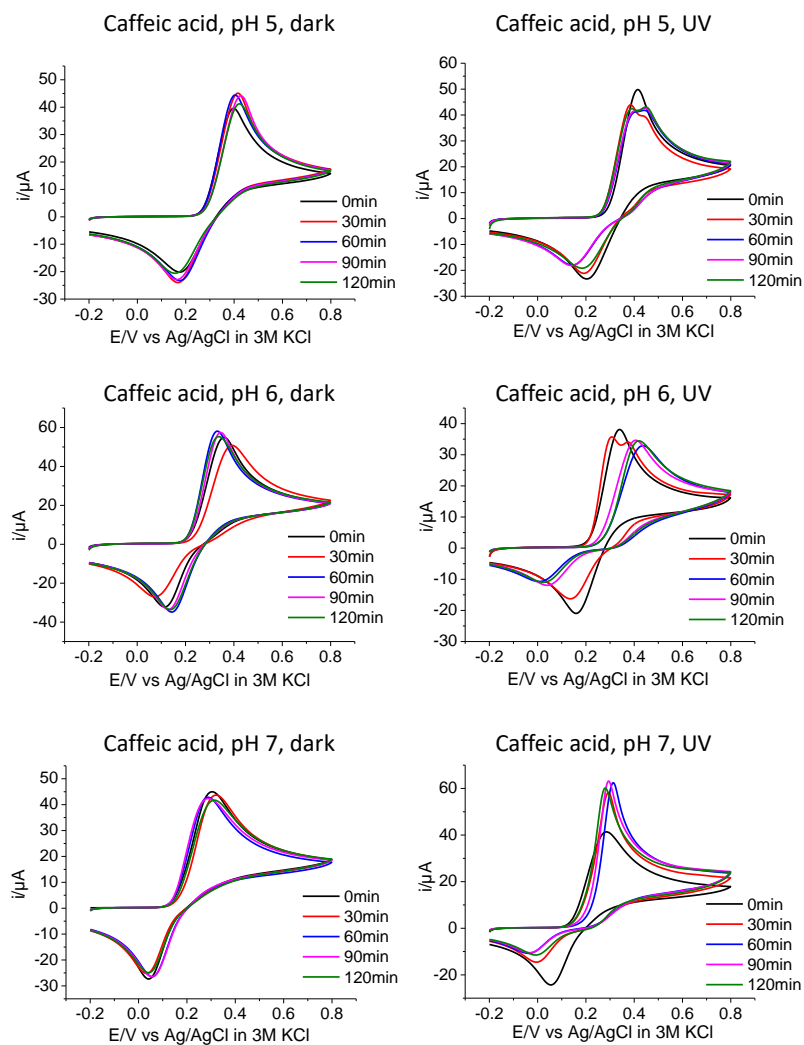 Caffeic acid, pH 5, dark
50
40
30
20
10
0
-10
-20
-30
i/µA
0min
30min
60min
90min
120min
-0.2 0.0 0.2 0.4 0.6 0.8
E/V vs Ag/AgCl in 3M KCl
Caffeic acid, pH 5, UV
60
50
40
30
20
10
0
-10
-20
-30
i/µA
0min
30min
60min
90min
120min
-0.2 0.0 0.2 0.4 0.6 0.8
E/V vs Ag/AgCl in 3M KCl
Caffeic acid, pH 6, dark
60
40
20
0
-20
-40
i/µA
0min
30min
60min
90min
120min
-0.2 0.0 0.2 0.4 0.6 0.8
E/V vs Ag/AgCl in 3M KCl
Caffeic acid, pH 6, UV
40
30
20
10
0
-10
-20
-30
i/µA
0min
30min
60min
90min
120min
-0.2 0.0 0.2 0.4 0.6 0.8
E/V vs Ag/AgCl in 3M KCl
Caffeic acid, pH 7, dark
50
40
30
20
10
0
-10
-20
-30
i/µA
0min
30min
60min
90min
120min
-0.2 0.0 0.2 0.4 0.6 0.8
E/V vs Ag/AgCl in 3M KCl
Caffeic acid, pH 7, UV
60
40
20
0
-20
i/µA
0min
30min
60min
90min
120min
-0.2 0.0 0.2 0.4 0.6 0.8
E/V vs Ag/AgCl in 3M KCl